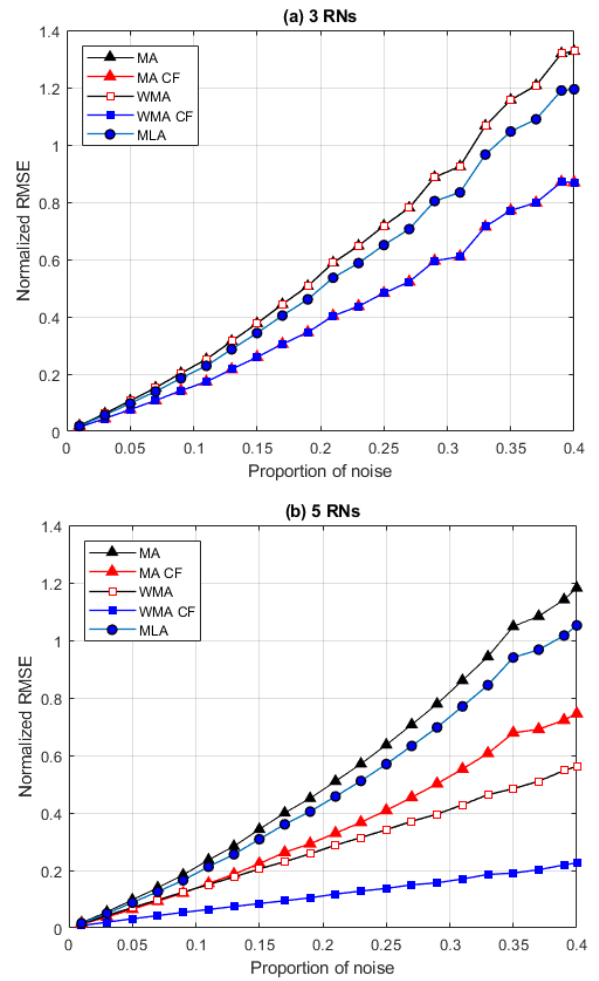 (a) 3 RNs
1.4
1.2
1
0.8
0.6
0.4
0.2
0
Normalized RMSE
MA
MA CF
WMA
WMA CF
MLA
0 0.05 0.1 0.15 0.2 0.25 0.3 0.35 0.4
Proportion of noise
(b) 5 RNs
1.4
1.2
1
0.8
0.6
0.4
0.2
0
Normalized RMSE
MA
MA CF
WMA
WMA CF
MLA
0 0.05 0.1 0.15 0.2 0.25 0.3 0.35 0.4
Proportion of noise